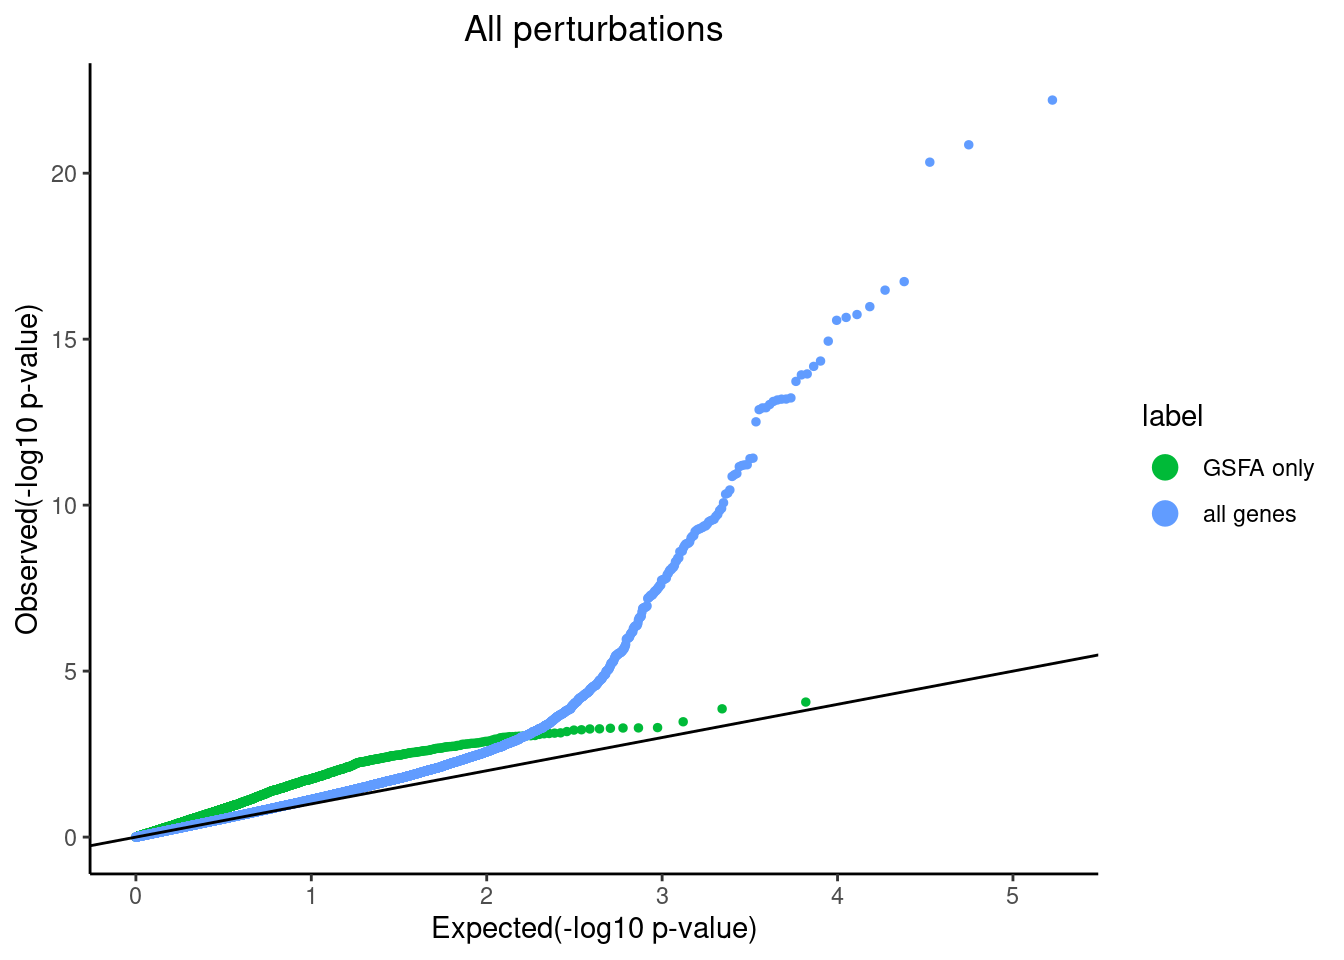 All perturbations
Observed(-log10 p-value)
20
15
10
5
0
0 1 2 3 4 5
Expected(-log10 p-value)
label
GSFA only
all genes